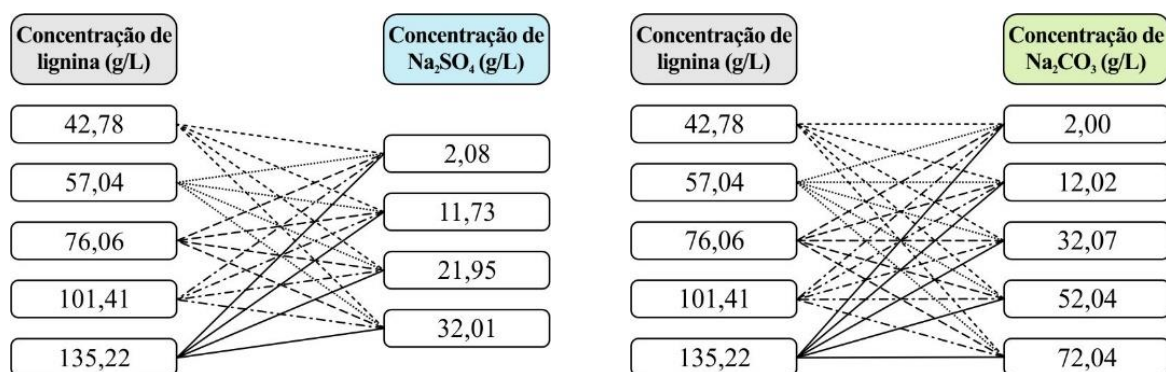 Concentração de
lignina (g/L)
42,78
57,04
76,06
101,41
135,22
Concentração de
Na₂SO₄ (g/L)
2,08
11,73
21,95
32,01
Concentração de
lignina (g/L)
42,78
57,04
76,06
101,41
135,22
Concentração de
Na₂CO₃ (g/L)
2,00
12,02
32,07
52,04
72,04